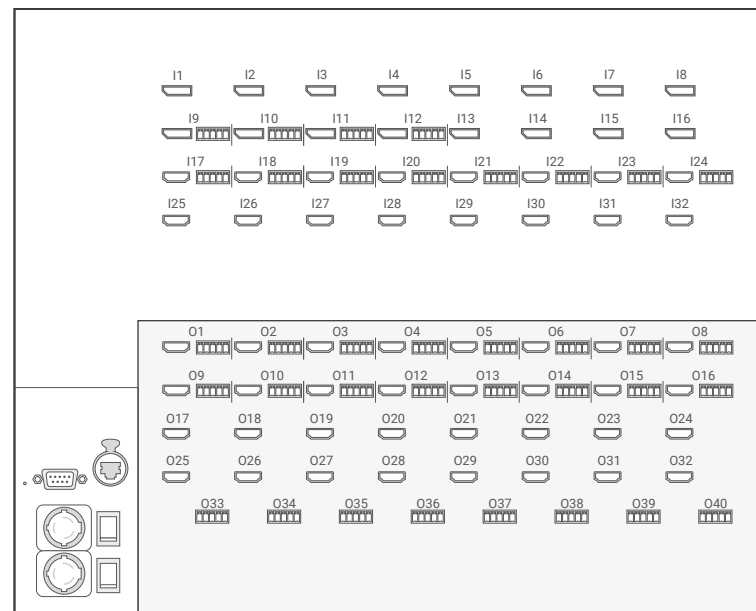 I1 I2 I3 I4 I5 I6 I7 I8
I9 I10 I11 I12 I13 I14 I15 I16
I17 I18 I19 I20 I21 I22 I23 I24
I25 I26 I27 I28 I29 I30 I31 I32
O1 O2 O3 O4 O5 O6 O7 O8
O9 O10 O11 O12 O13 O14 O15 O16
O17 O18 O19 O20 O21 O22 O23 O24
O25 O26 O27 O28 O29 O30 O31 O32
O33 O34 O35 O36 O37 O38 O39 O40